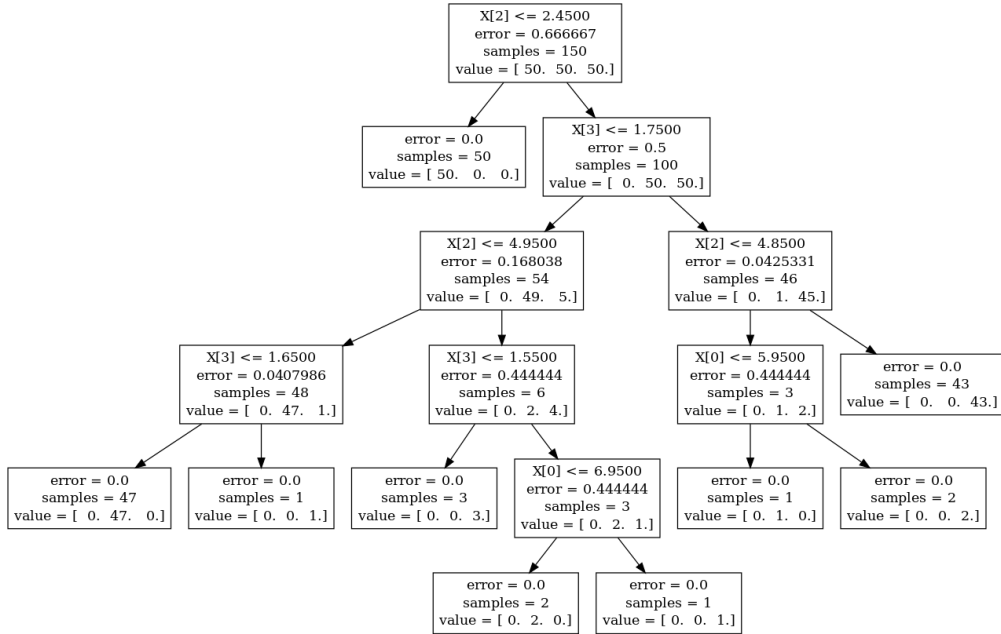 X[2] <= 2.4500
error = 0.666667
samples = 150
value = [ 50.  50.  50.]
error = 0.0
samples = 50
value = [ 50.   0.   0.]
X[3] <= 1.7500
error = 0.5
samples = 100
value = [  0.  50.  50.]
X[2] <= 4.9500
error = 0.168038
samples = 54
value = [  0.  49.   5.]
X[2] <= 4.8500
error = 0.0425331
samples = 46
value = [  0.   1.  45.]
X[3] <= 1.6500
error = 0.0407986
samples = 48
value = [  0.  47.   1.]
X[3] <= 1.5500
error = 0.444444
samples = 6
value = [ 0.  2.  4.]
X[0] <= 5.9500
error = 0.444444
samples = 3
value = [ 0.  1.  2.]
error = 0.0
samples = 43
value = [  0.   0.  43.]
error = 0.0
samples = 47
value = [  0.  47.   0.]
error = 0.0
samples = 1
value = [ 0.  0.  1.]
error = 0.0
samples = 3
value = [ 0.  0.  3.]
X[0] <= 6.9500
error = 0.444444
samples = 3
value = [ 0.  2.  1.]
error = 0.0
samples = 1
value = [ 0.  1.  0.]
error = 0.0
samples = 2
value = [ 0.  0.  2.]
error = 0.0
samples = 2
value = [ 0.  2.  0.]
error = 0.0
samples = 1
value = [ 0.  0.  1.]